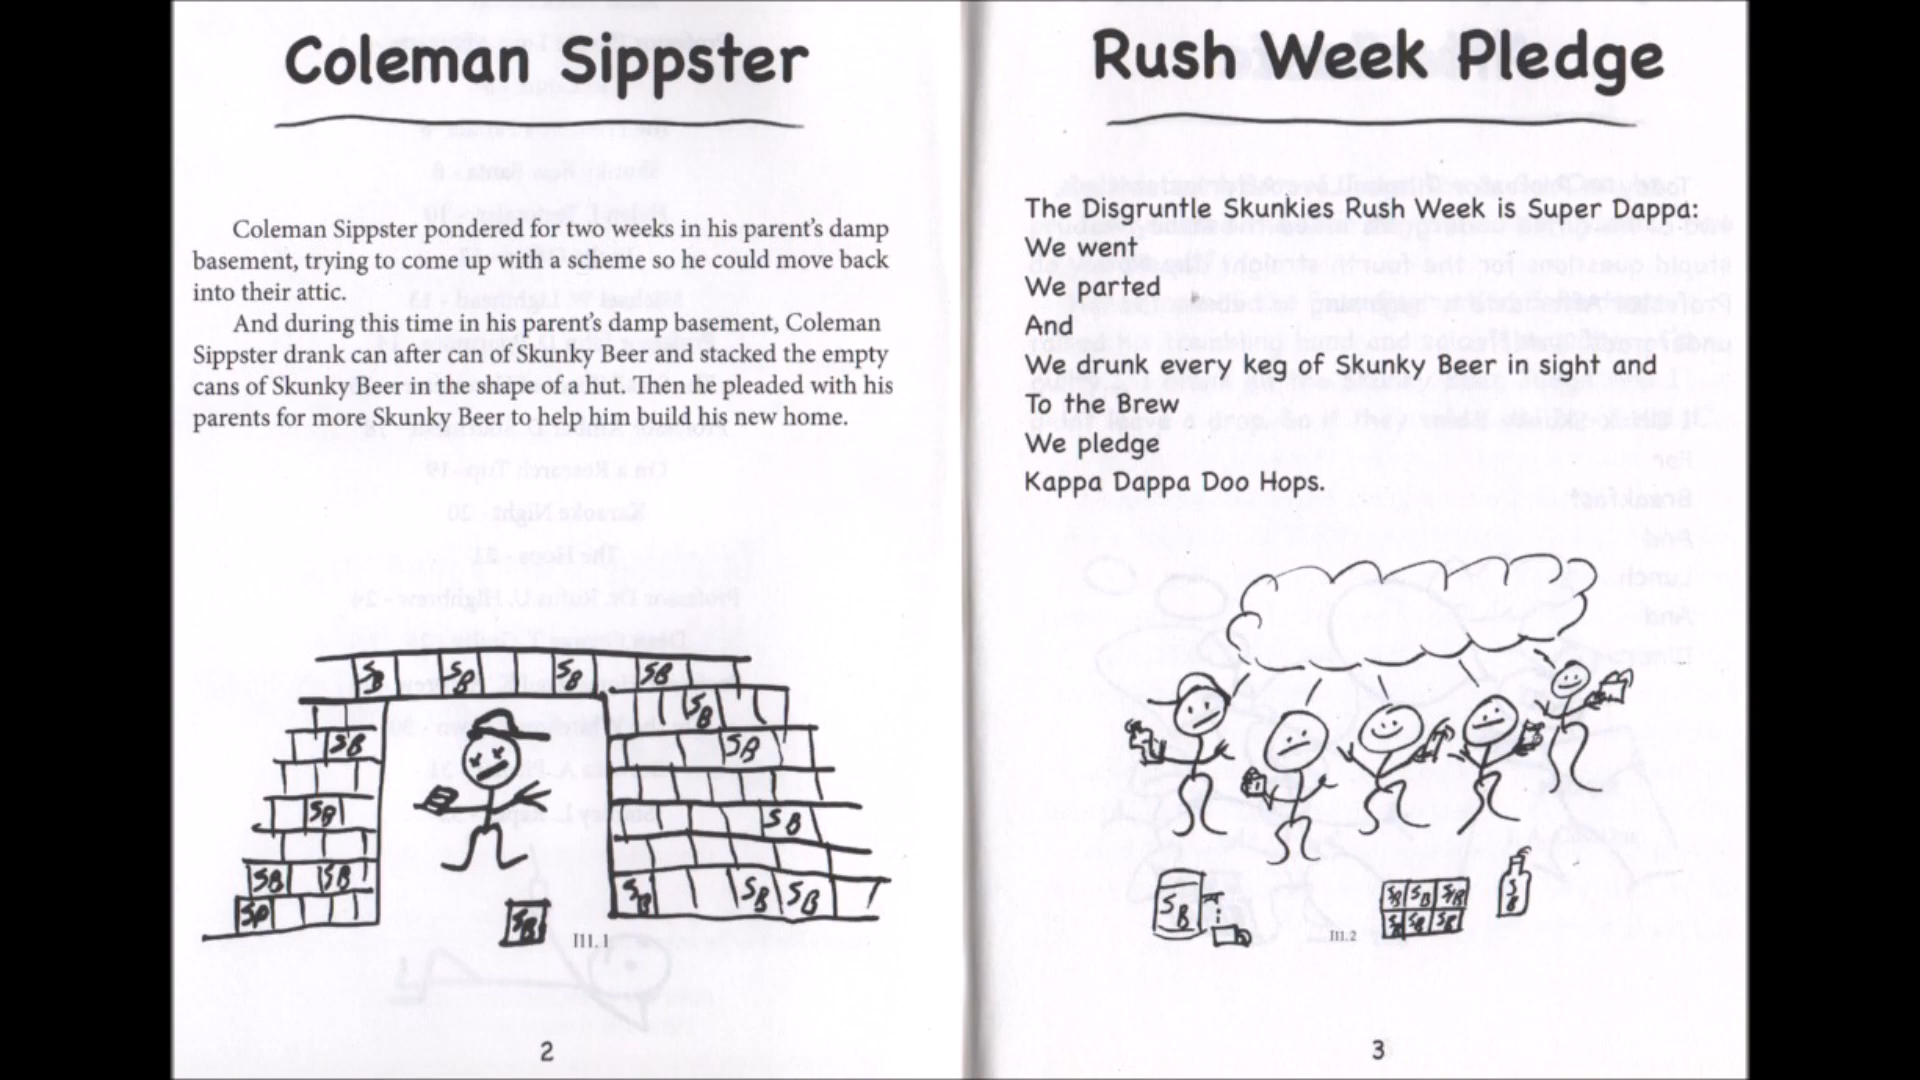 Coleman Sippster
Coleman Sippster pondered for two weeks in his parent's damp
basement, trying to come up with a scheme so he could move back
into their attic.
And during this time in his parent's damp basement, Coleman
Sippster drank can after can of Skunky Beer and stacked the empty
cans of Skunky Beer in the shape of a hut. Then he pleaded with his
parents for more Skunky Beer to help him build his new home.
SB SB SB SB
SB
SB SB
SB SB
SB SB
SB SB SB
SB
SB
Ill.1
2
Rush Week Pledge
The Disgruntle Skunkies Rush Week is Super Dappa:
We went
We parted
And
We drunk every keg of Skunky Beer in sight and
To the Brew
We pledge
Kappa Dappa Doo Hops.
SB
SB SB SB
SB SB SB
SB
Ill.2
3